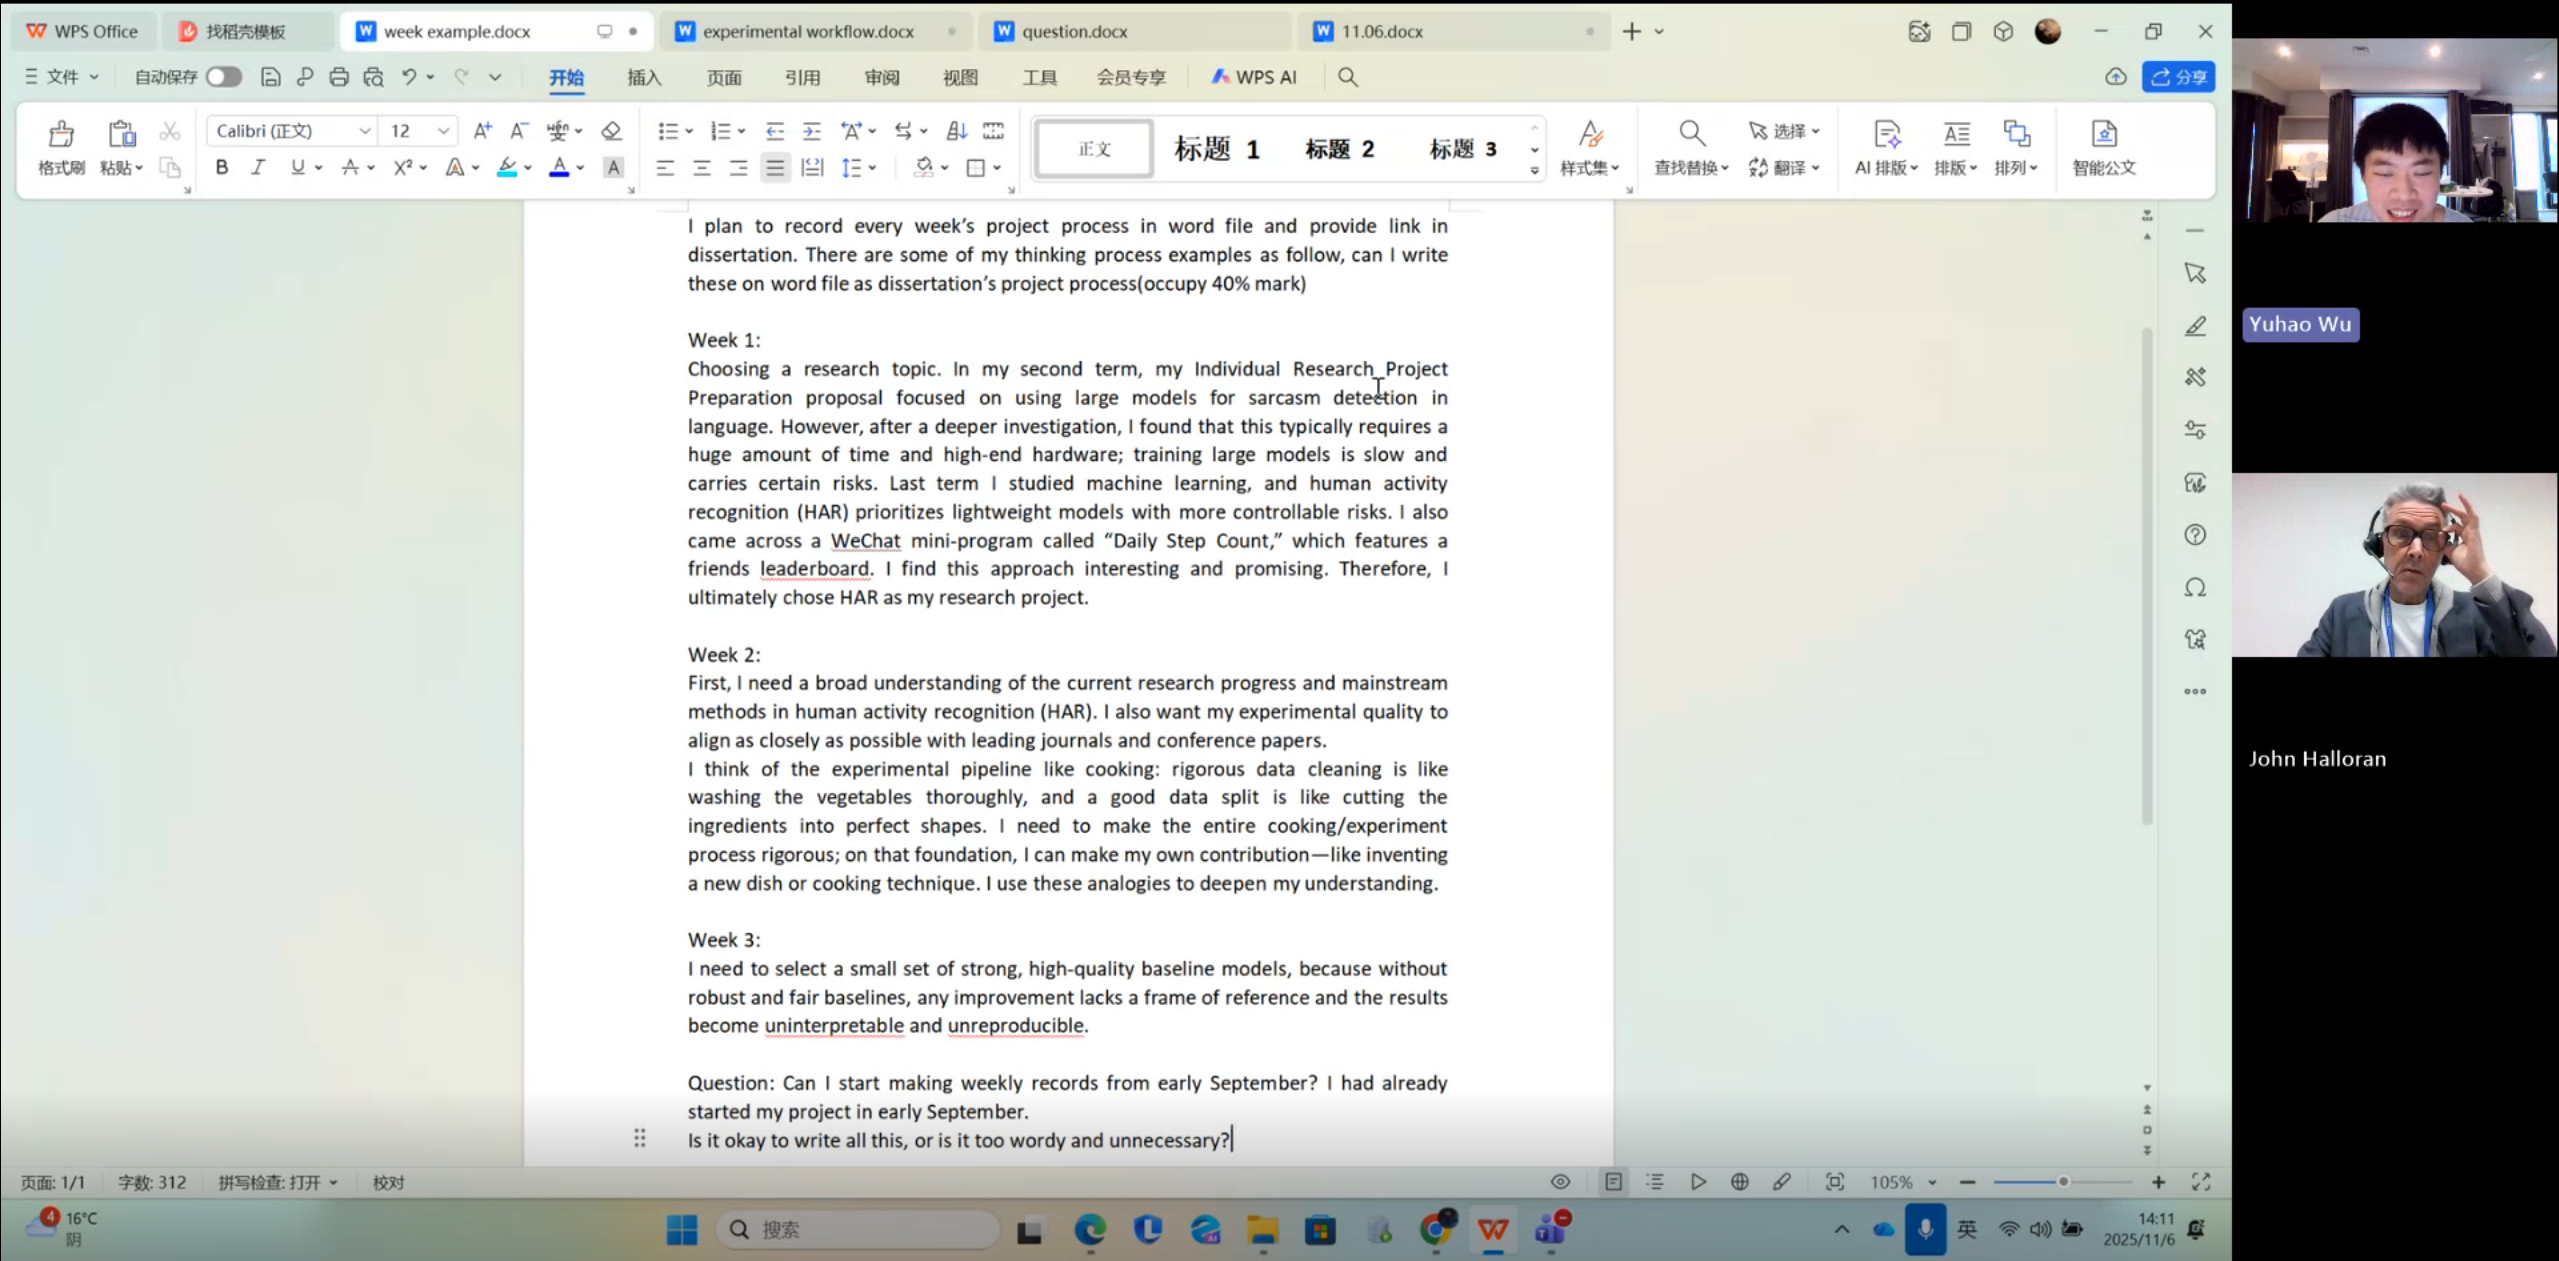 WPS Office
找稻壳模板
week example.docx
experimental workflow.docx
question.docx
11.06.docx
文件
自动保存
开始
插入
页面
引用
审阅
视图
工具
会员专享
WPS AI
分享
格式刷
粘贴
Calibri (正文)
12
正文
标题 1
标题 2
标题 3
样式集
查找替换
选择
翻译
AI 排版
排版
排列
智能公文
I plan to record every week’s project process in word file and provide link in
dissertation. There are some of my thinking process examples as follow, can I write
these on word file as dissertation’s project process(occupy 40% mark)
Week 1:
Choosing a research topic. In my second term, my Individual Research Project
Preparation proposal focused on using large models for sarcasm detection in
language. However, after a deeper investigation, I found that this typically requires a
huge amount of time and high-end hardware; training large models is slow and
carries certain risks. Last term I studied machine learning, and human activity
recognition (HAR) prioritizes lightweight models with more controllable risks. I also
came across a WeChat mini-program called “Daily Step Count,” which features a
friends leaderboard. I find this approach interesting and promising. Therefore, I
ultimately chose HAR as my research project.
Week 2:
First, I need a broad understanding of the current research progress and mainstream
methods in human activity recognition (HAR). I also want my experimental quality to
align as closely as possible with leading journals and conference papers.
I think of the experimental pipeline like cooking: rigorous data cleaning is like
washing the vegetables thoroughly, and a good data split is like cutting the
ingredients into perfect shapes. I need to make the entire cooking/experiment
process rigorous; on that foundation, I can make my own contribution—like inventing
a new dish or cooking technique. I use these analogies to deepen my understanding.
Week 3:
I need to select a small set of strong, high-quality baseline models, because without
robust and fair baselines, any improvement lacks a frame of reference and the results
become uninterpretable and unreproducible.
Question: Can I start making weekly records from early September? I had already
started my project in early September.
Is it okay to write all this, or is it too wordy and unnecessary?
页面: 1/1
字数: 312
拼写检查: 打开
校对
105%
4
16°C
阴
搜索
英
14:11
2025/11/6
Yuhao Wu
John Halloran